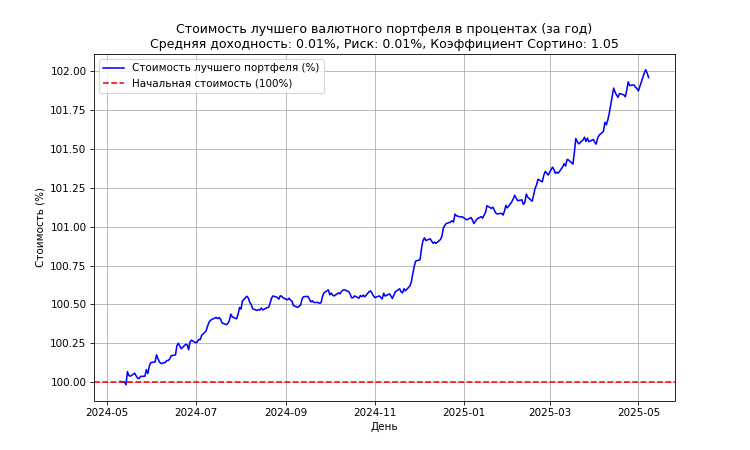 Стоимость лучшего валютного портфеля в процентах (за год)
Средняя доходность: 0.01%, Риск: 0.01%, Коэффициент Сортино: 1.05
Стоимость лучшего портфеля (%)
Начальная стоимость (100%)
Стоимость (%)
102.00
101.75
101.50
101.25
101.00
100.75
100.50
100.25
100.00
2024-05
2024-07
2024-09
2024-11
2025-01
2025-03
2025-05
День